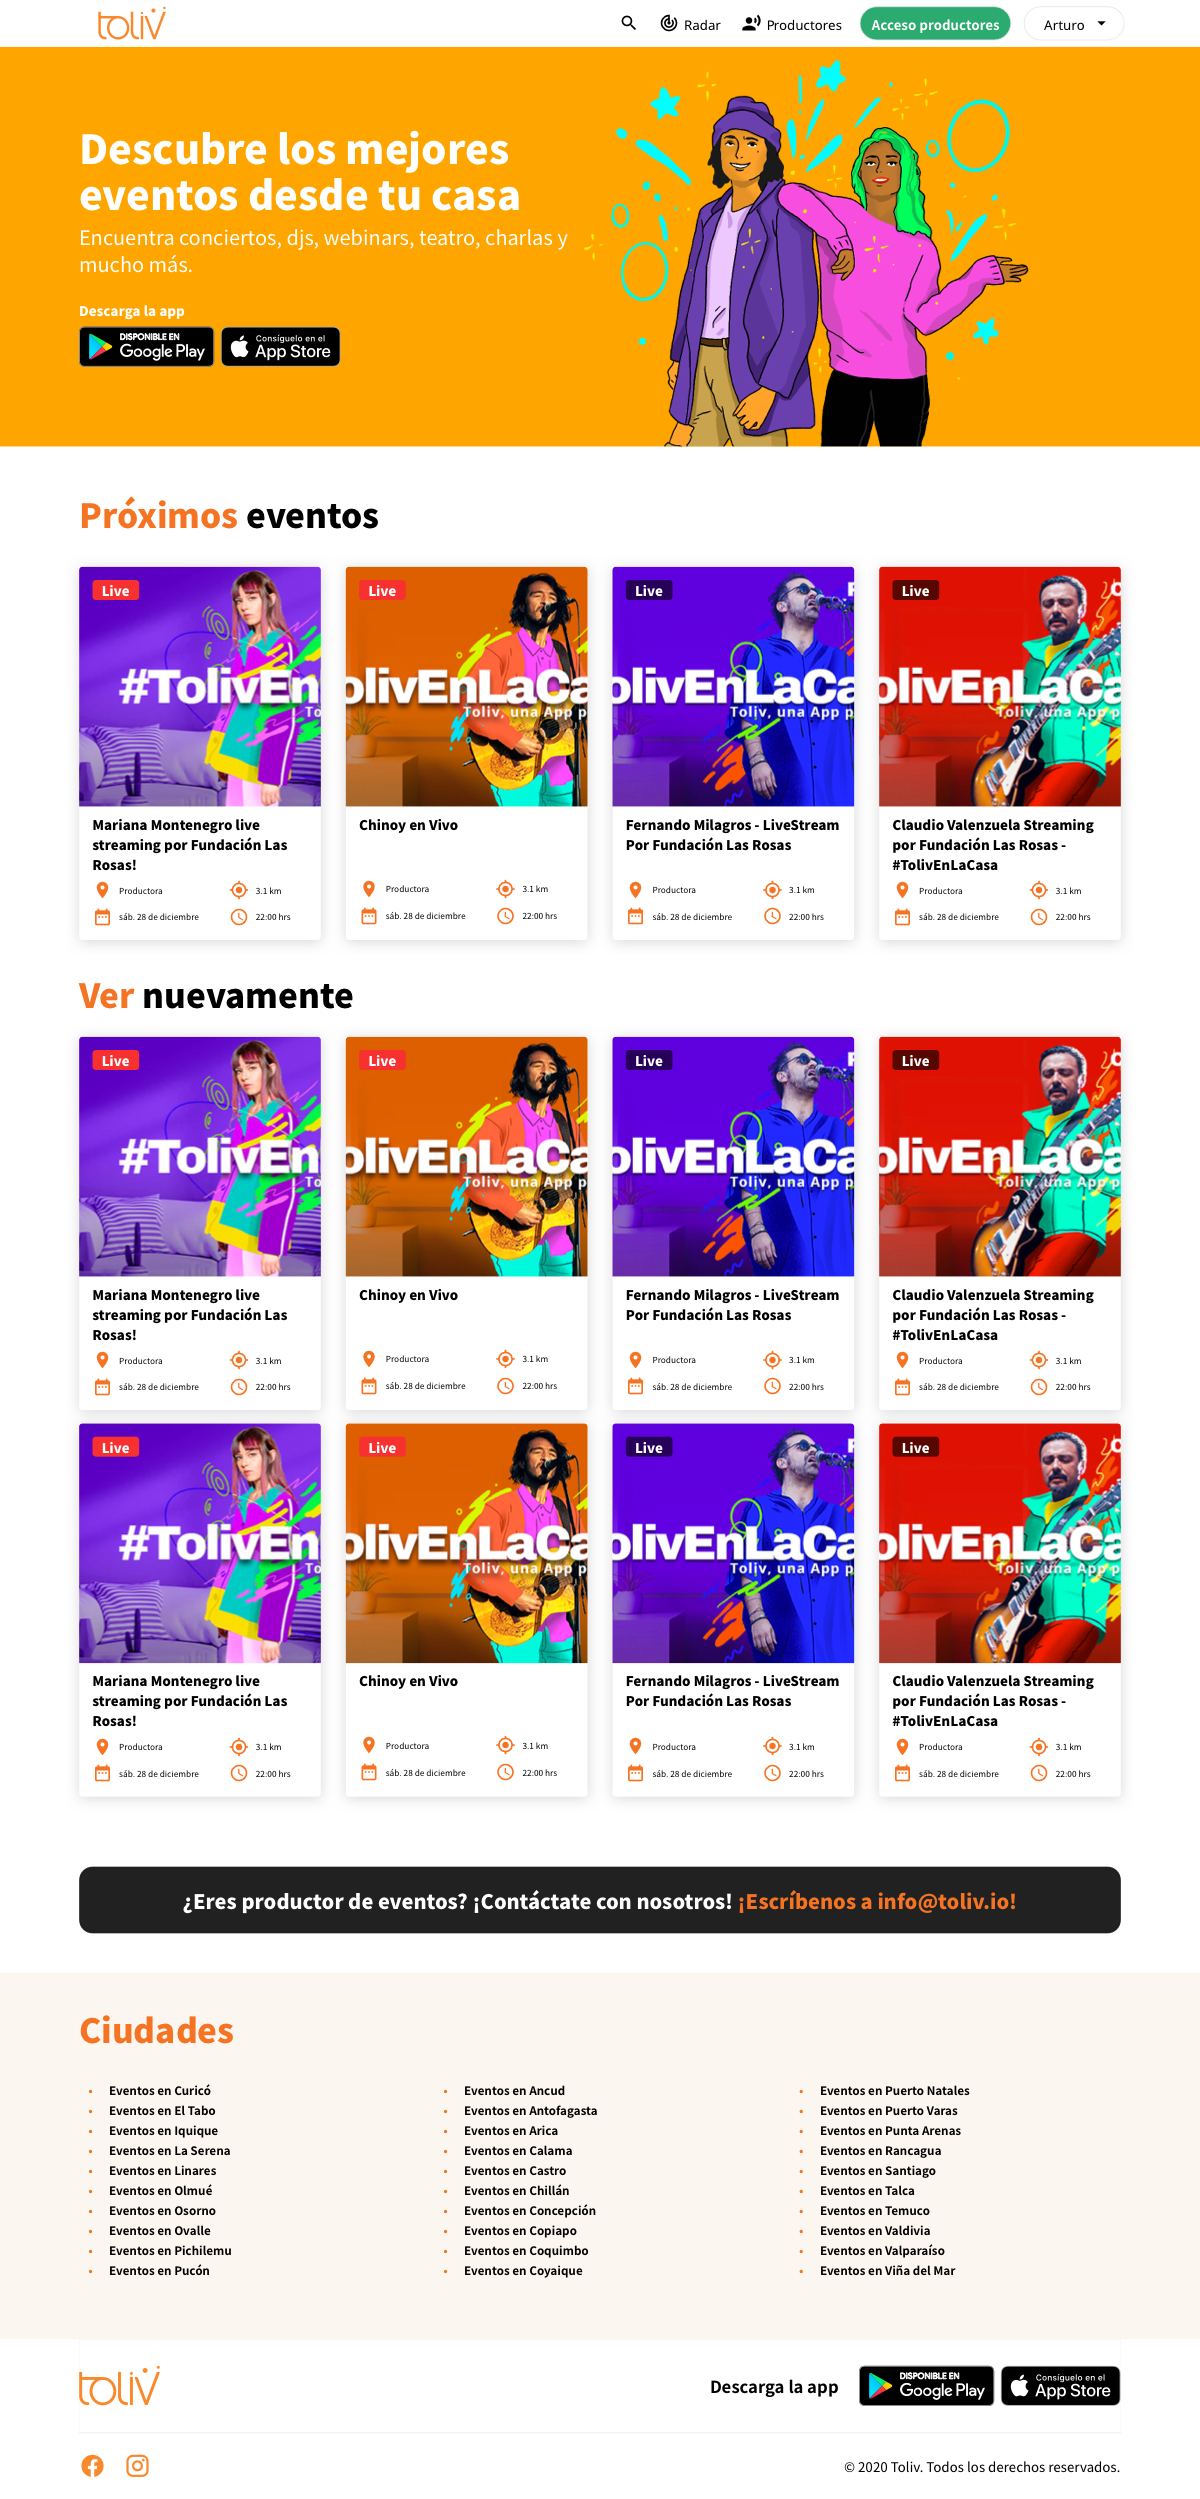 toliv
Radar
Productores
Acceso productores
Arturo
Descubre los mejores
eventos desde tu casa
Encuentra conciertos, djs, webinars, teatro, charlas y
mucho más.
Descarga la app
DISPONIBLE EN
Google Play
Consíguelo en el
App Store
Próximos eventos
Live
#TolivEn
To
Mariana Montenegro live
streaming por Fundación Las
Rosas!
Productora
3.1 km
sáb. 28 de diciembre
22:00 hrs
Live
olivEnLaCa
Toliv, una App p
Chinoy en Vivo
Productora
3.1 km
sáb. 28 de diciembre
22:00 hrs
Live
olivEnLaCa
Toliv, una App p
Fernando Milagros - LiveStream
Por Fundación Las Rosas
Productora
3.1 km
sáb. 28 de diciembre
22:00 hrs
Live
olivEnLaCa
Toliv, una App p
Claudio Valenzuela Streaming
por Fundación Las Rosas -
#TolivEnLaCasa
Productora
3.1 km
sáb. 28 de diciembre
22:00 hrs
Ver nuevamente
Live
#TolivEn
To
Mariana Montenegro live
streaming por Fundación Las
Rosas!
Productora
3.1 km
sáb. 28 de diciembre
22:00 hrs
Live
olivEnLaCa
Toliv, una App p
Chinoy en Vivo
Productora
3.1 km
sáb. 28 de diciembre
22:00 hrs
Live
olivEnLaCa
Toliv, una App p
Fernando Milagros - LiveStream
Por Fundación Las Rosas
Productora
3.1 km
sáb. 28 de diciembre
22:00 hrs
Live
olivEnLaCa
Toliv, una App p
Claudio Valenzuela Streaming
por Fundación Las Rosas -
#TolivEnLaCasa
Productora
3.1 km
sáb. 28 de diciembre
22:00 hrs
Live
#TolivEn
To
Mariana Montenegro live
streaming por Fundación Las
Rosas!
Productora
3.1 km
sáb. 28 de diciembre
22:00 hrs
Live
olivEnLaCa
Toliv, una App p
Chinoy en Vivo
Productora
3.1 km
sáb. 28 de diciembre
22:00 hrs
Live
olivEnLaCa
Toliv, una App p
Fernando Milagros - LiveStream
Por Fundación Las Rosas
Productora
3.1 km
sáb. 28 de diciembre
22:00 hrs
Live
olivEnLaCa
Toliv, una App p
Claudio Valenzuela Streaming
por Fundación Las Rosas -
#TolivEnLaCasa
Productora
3.1 km
sáb. 28 de diciembre
22:00 hrs
¿Eres productor de eventos? ¡Contáctate con nosotros! ¡Escríbenos a info@toliv.io!
Ciudades
Eventos en Curicó
Eventos en El Tabo
Eventos en Iquique
Eventos en La Serena
Eventos en Linares
Eventos en Olmué
Eventos en Osorno
Eventos en Ovalle
Eventos en Pichilemu
Eventos en Pucón
Eventos en Ancud
Eventos en Antofagasta
Eventos en Arica
Eventos en Calama
Eventos en Castro
Eventos en Chillán
Eventos en Concepción
Eventos en Copiapo
Eventos en Coquimbo
Eventos en Coyaique
Eventos en Puerto Natales
Eventos en Puerto Varas
Eventos en Punta Arenas
Eventos en Rancagua
Eventos en Santiago
Eventos en Talca
Eventos en Temuco
Eventos en Valdivia
Eventos en Valparaíso
Eventos en Viña del Mar
toliv
Descarga la app
DISPONIBLE EN
Google Play
Consíguelo en el
App Store
© 2020 Toliv. Todos los derechos reservados.